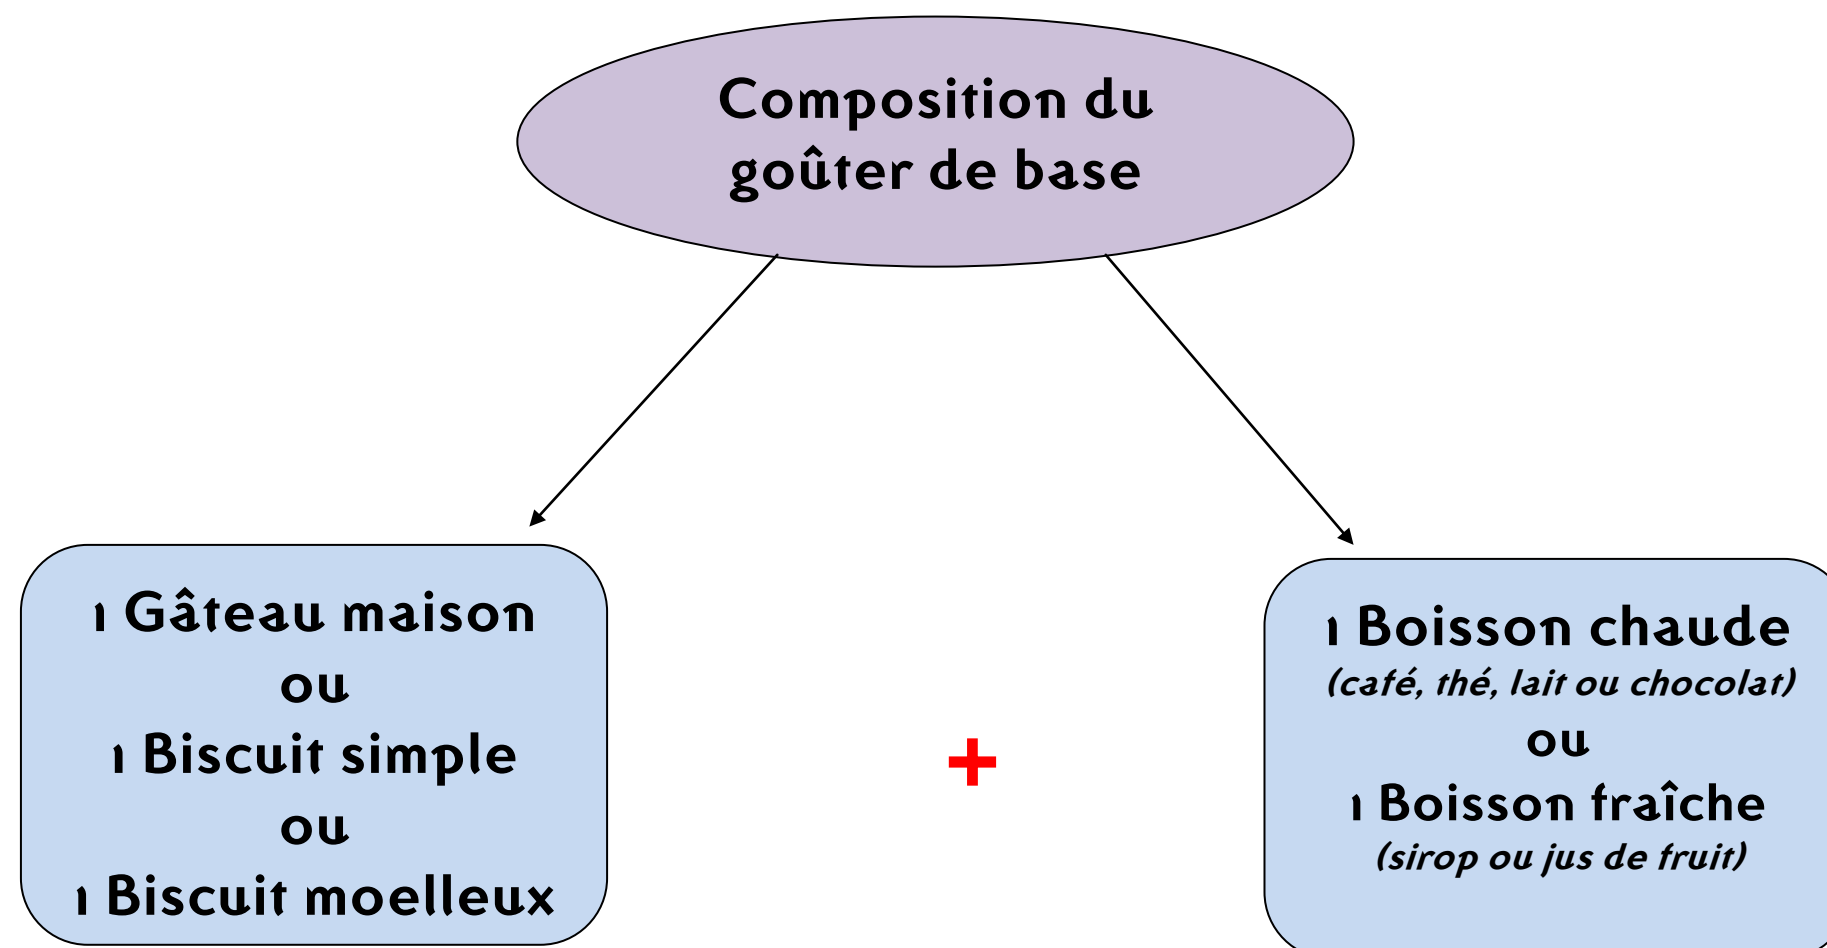 Composition du
goûter de base
1 Gâteau maison
ou
1 Biscuit simple
ou
1 Biscuit moelleux
+
1 Boisson chaude
(café, thé, lait ou chocolat)
ou
1 Boisson fraîche
(sirop ou jus de fruit)